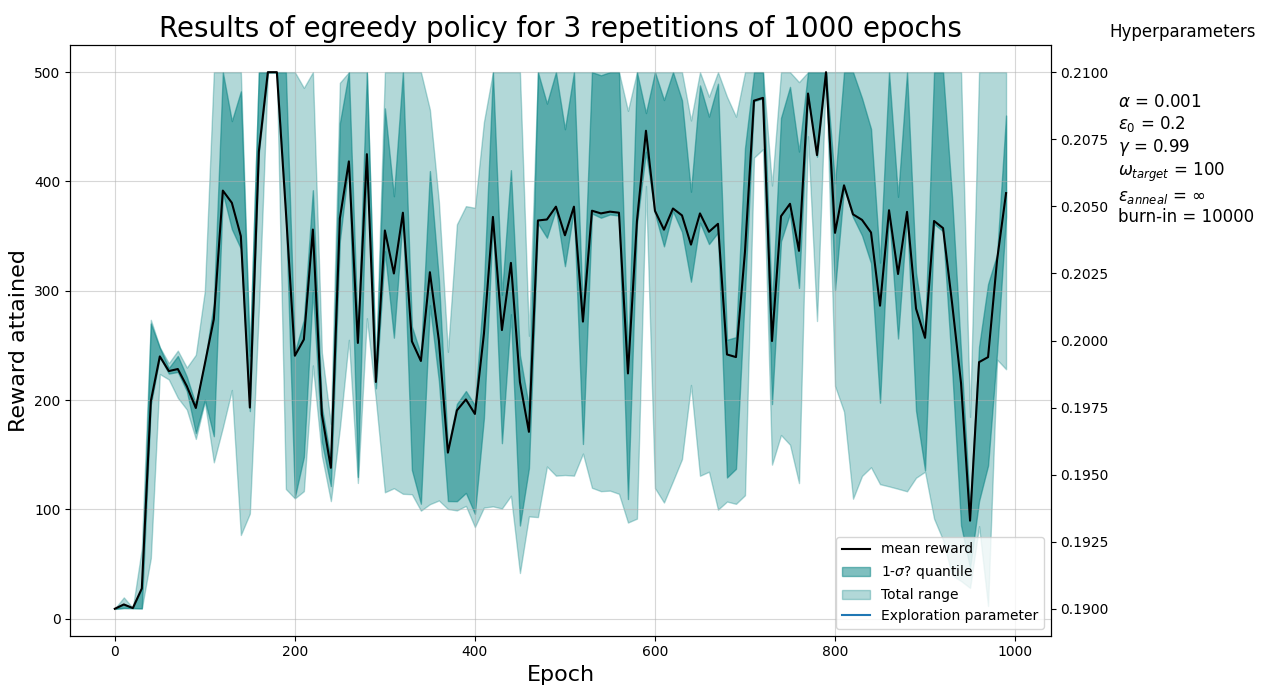 Results of egreedy policy for 3 repetitions of 1000 epochs
Hyperparameters
α = 0.001
ε₀ = 0.2
γ = 0.99
ω_target = 100
ε_anneal = ∞
burn-in = 10000
Reward attained
500
400
300
200
100
0
0.2100
0.2075
0.2050
0.2025
0.2000
0.1975
0.1950
0.1925
0.1900
mean reward
1-σ? quantile
Total range
Exploration parameter
0 200 400 600 800 1000
Epoch